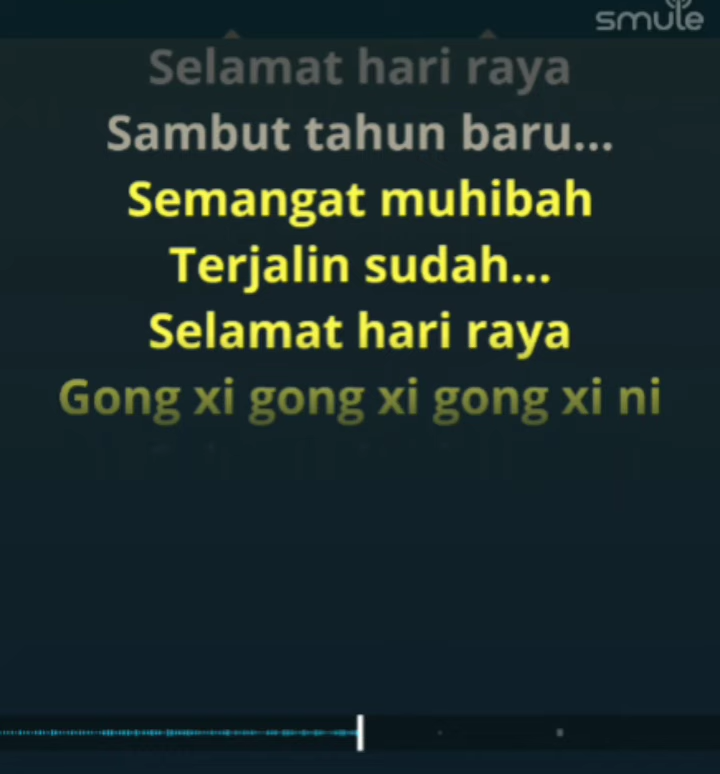 smule
Selamat hari raya
Sambut tahun baru...
Semangat muhibah
Terjalin sudah...
Selamat hari raya
Gong xi gong xi gong xi ni